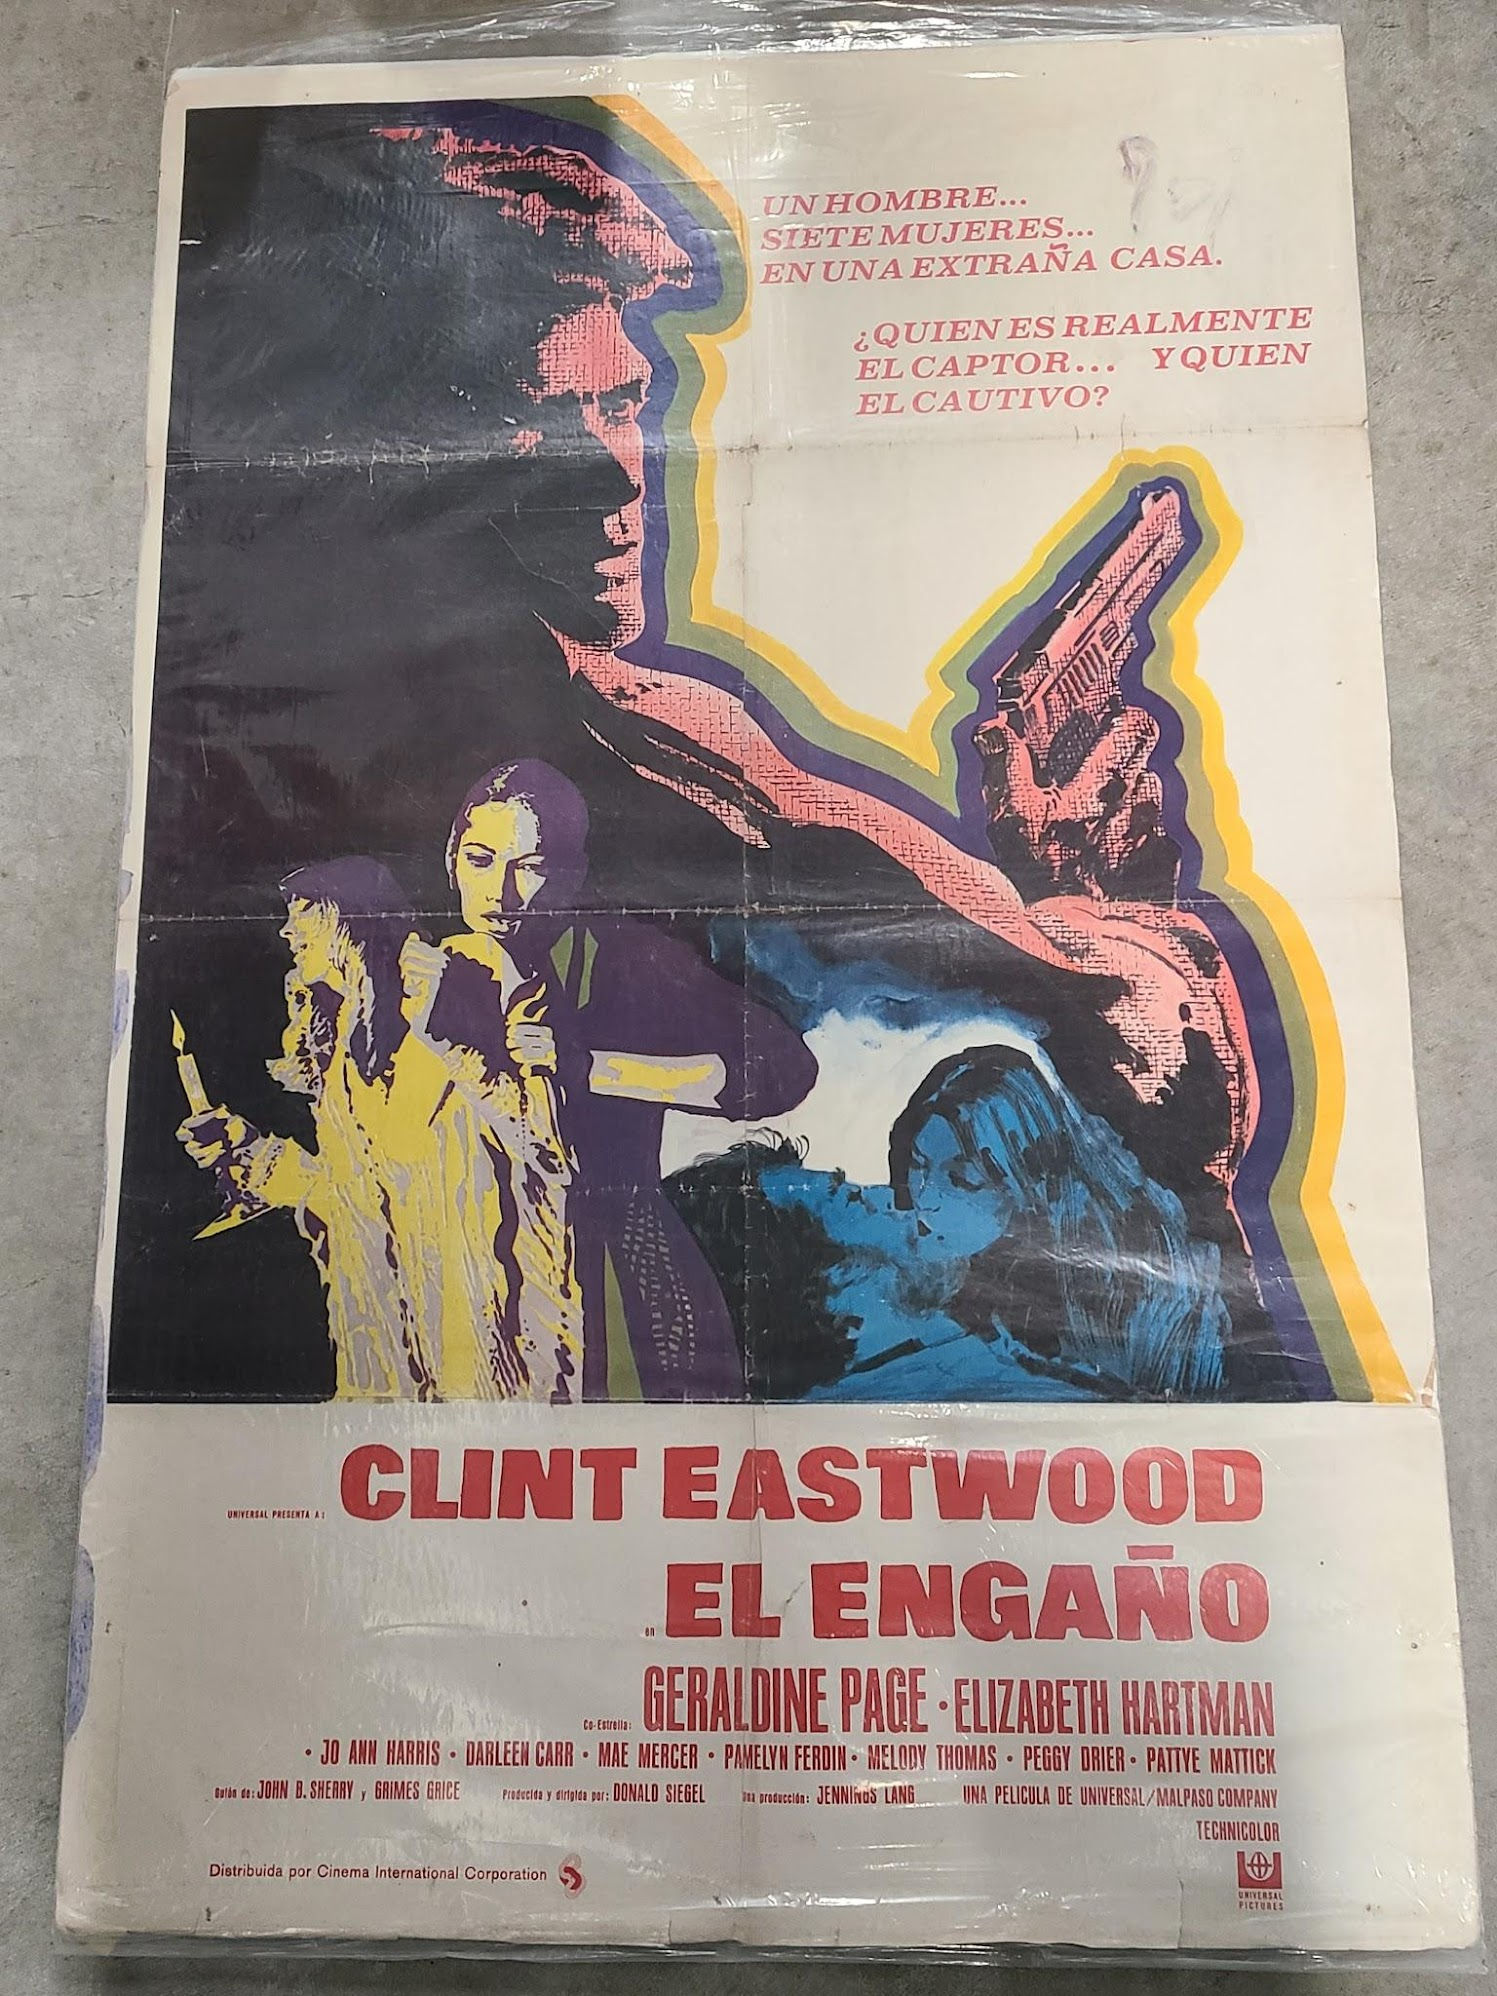 UN HOMBRE...
SIETE MUJERES...
EN UNA EXTRAÑA CASA.
¿QUIEN ES REALMENTE
EL CAPTOR... Y QUIEN
EL CAUTIVO?
UNIVERSAL PRESENTA A: CLINT EASTWOOD
en EL ENGAÑO
Co-Estrella: GERALDINE PAGE • ELIZABETH HARTMAN
• JO ANN HARRIS • DARLEEN CARR • MAE MERCER • PAMELYN FERDIN • MELODY THOMAS • PEGGY DRIER • PATTYE MATTICK
Guión de: JOHN B. SHERRY y GRIMES GRICE Producida y dirigida por: DONALD SIEGEL Una producción: JENNINGS LANG UNA PELICULA DE UNIVERSAL/MALPASO COMPANY
TECHNICOLOR
Distribuida por Cinema International Corporation
UNIVERSAL
PICTURES